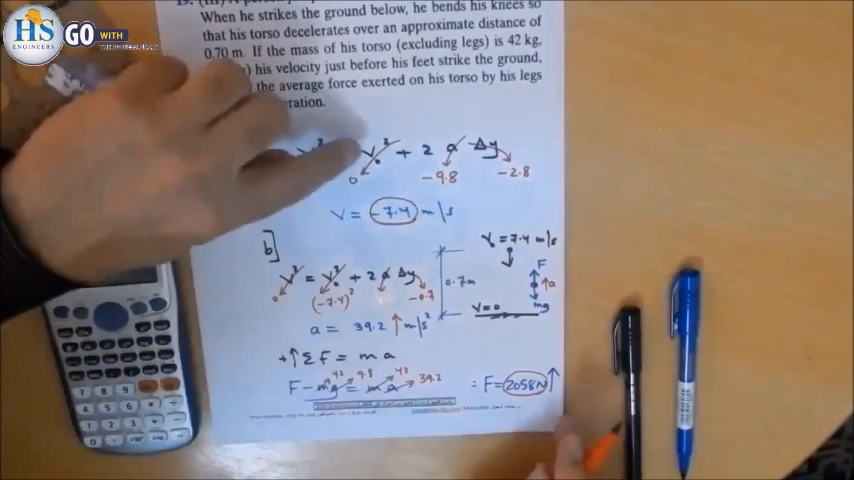 HS
ENGINEERS
GO WITH
When he strikes the ground below, he bends his knees so
that his torso decelerates over an approximate distance of
0.70 m. If the mass of his torso (excluding legs) is 42 kg,
his velocity just before his feet strike the ground,
the average force exerted on his torso by his legs
v₀² + 2 a Δy
0 -9.8 -2.8
V = -7.4 m/s
b]
V₀ = 7.4 m/s
v² = v₀² + 2 a Δy
0 (-7.4)² -0.7
0.7m
F
a
mg
V=0
a = 39.2 ↑ m/s²
+↑ ΣF = m a
F - mg = m a
42 9.8 42 39.2
∴ F = 2058N ↑